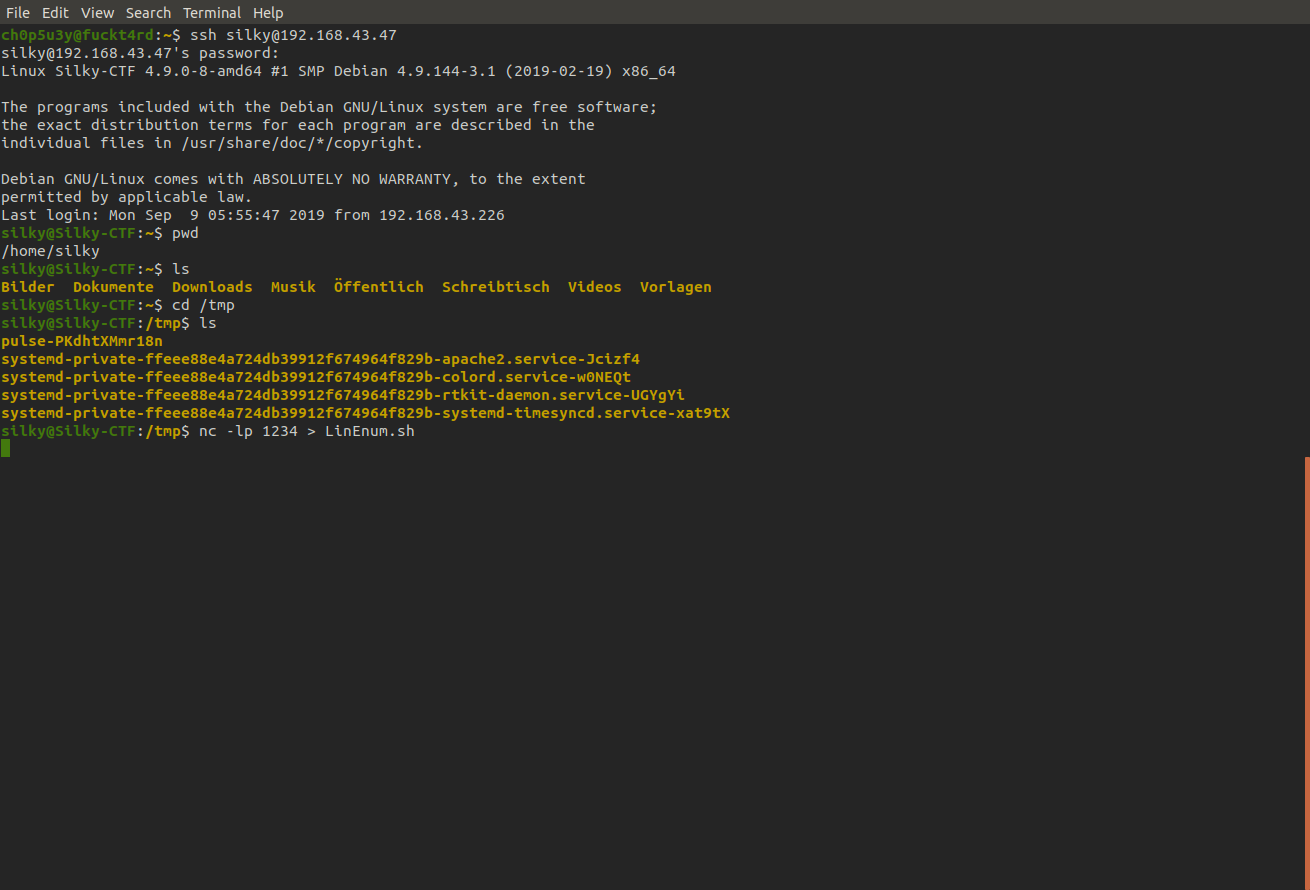 File Edit View Search Terminal Help
ch0p5u3y@fuckt4rd:~$ ssh silky@192.168.43.47
silky@192.168.43.47's password:
Linux Silky-CTF 4.9.0-8-amd64 #1 SMP Debian 4.9.144-3.1 (2019-02-19) x86_64

The programs included with the Debian GNU/Linux system are free software;
the exact distribution terms for each program are described in the
individual files in /usr/share/doc/*/copyright.

Debian GNU/Linux comes with ABSOLUTELY NO WARRANTY, to the extent
permitted by applicable law.
Last login: Mon Sep  9 05:55:47 2019 from 192.168.43.226
silky@Silky-CTF:~$ pwd
/home/silky
silky@Silky-CTF:~$ ls
Bilder  Dokumente  Downloads  Musik  Öffentlich  Schreibtisch  Videos  Vorlagen
silky@Silky-CTF:~$ cd /tmp
silky@Silky-CTF:/tmp$ ls
pulse-PKdhtXMmr18n
systemd-private-ffeee88e4a724db39912f674964f829b-apache2.service-Jcizf4
systemd-private-ffeee88e4a724db39912f674964f829b-colord.service-w0NEQt
systemd-private-ffeee88e4a724db39912f674964f829b-rtkit-daemon.service-UGYgYi
systemd-private-ffeee88e4a724db39912f674964f829b-systemd-timesyncd.service-xat9tX
silky@Silky-CTF:/tmp$ nc -lp 1234 > LinEnum.sh